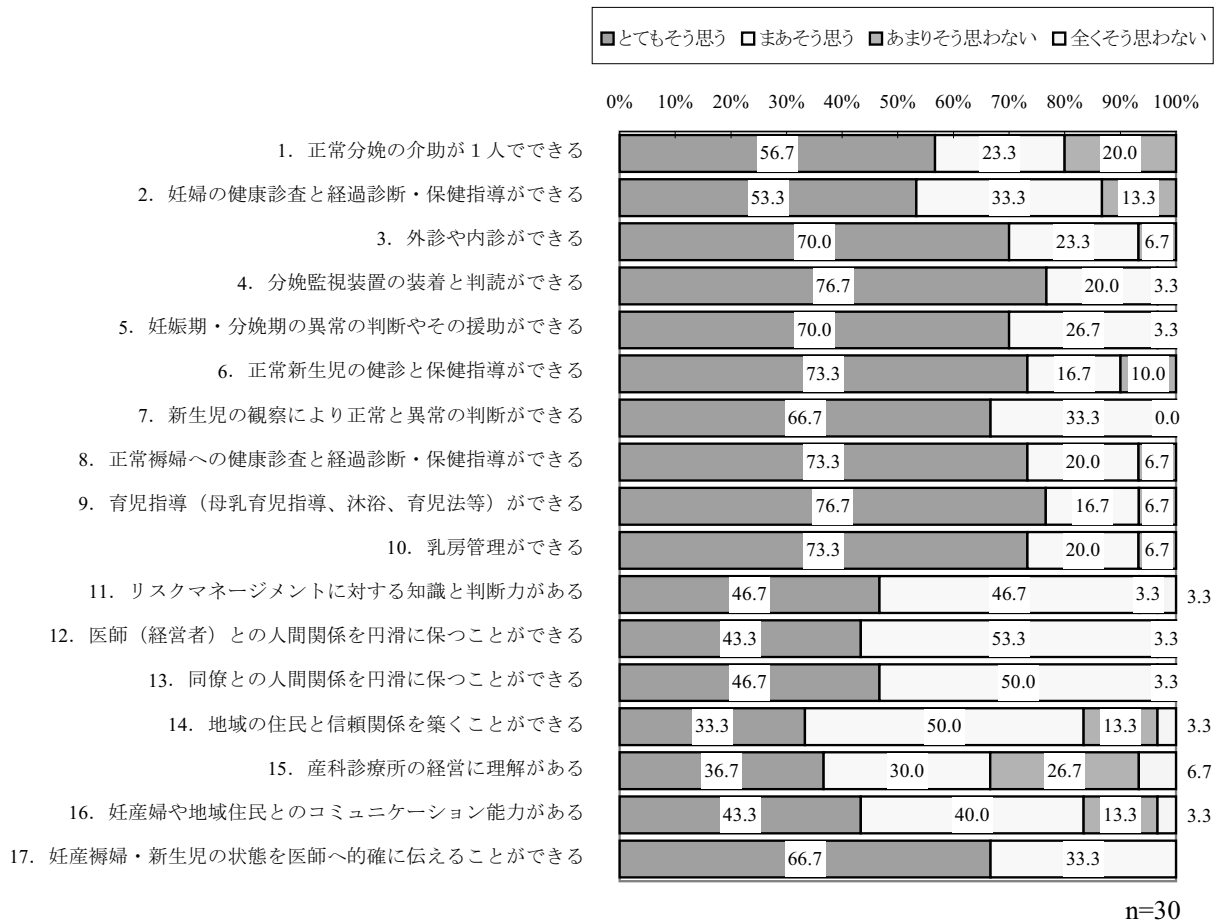 ■とてもそう思う □まあそう思う ■あまりそう思わない □全くそう思わない
0% 10% 20% 30% 40% 50% 60% 70% 80% 90% 100%
1. 正常分娩の介助が1人でできる 56.7 23.3 20.0
2. 妊婦の健康診査と経過診断・保健指導ができる 53.3 33.3 13.3
3. 外診や内診ができる 70.0 23.3 6.7
4. 分娩監視装置の装着と判読ができる 76.7 20.0 3.3
5. 妊娠期・分娩期の異常の判断やその援助ができる 70.0 26.7 3.3
6. 正常新生児の健診と保健指導ができる 73.3 16.7 10.0
7. 新生児の観察により正常と異常の判断ができる 66.7 33.3 0.0
8. 正常褥婦への健康診査と経過診断・保健指導ができる 73.3 20.0 6.7
9. 育児指導（母乳育児指導、沐浴、育児法等）ができる 76.7 16.7 6.7
10. 乳房管理ができる 73.3 20.0 6.7
11. リスクマネージメントに対する知識と判断力がある 46.7 46.7 3.3 3.3
12. 医師（経営者）との人間関係を円滑に保つことができる 43.3 53.3 3.3
13. 同僚との人間関係を円滑に保つことができる 46.7 50.0 3.3
14. 地域の住民と信頼関係を築くことができる 33.3 50.0 13.3 3.3
15. 産科診療所の経営に理解がある 36.7 30.0 26.7 6.7
16. 妊産婦や地域住民とのコミュニケーション能力がある 43.3 40.0 13.3 3.3
17. 妊産褥婦・新生児の状態を医師へ的確に伝えることができる 66.7 33.3
n=30